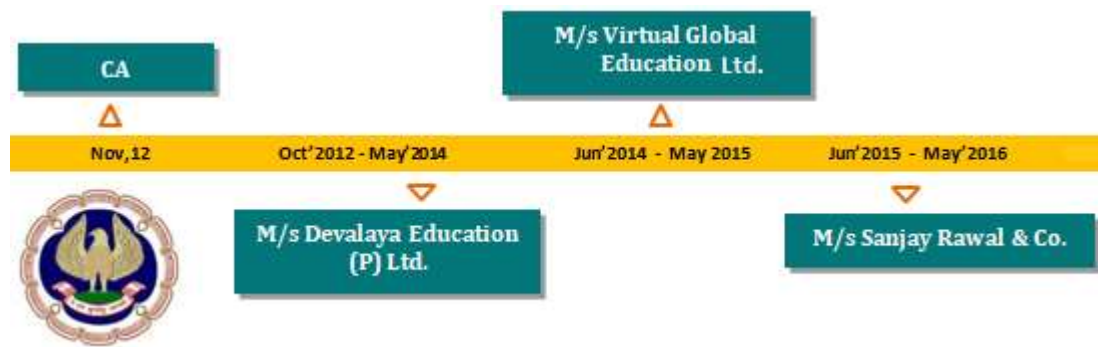 CA
M/s Virtual Global
Education Ltd.
Nov,12
Oct'2012 - May'2014
Jun'2014 - May 2015
Jun'2015 - May'2016
M/s Devalaya Education
(P) Ltd.
M/s Sanjay Rawal & Co.